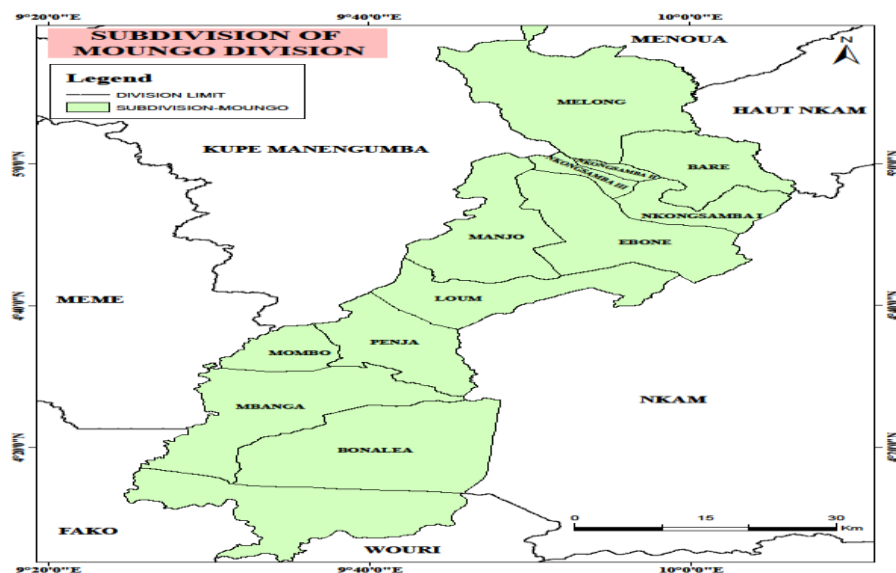 9°20'0"E
9°40'0"E
10°0'0"E
SUBDIVISION OF
MOUNGO DIVISION
Legend
DIVISION LIMIT
SUBDIVISION-MOUNGO
N
MENOUA
MELONG
HAUT NKAM
KUPE MANENGUMBA
BARE
NKONGSAMBA II
NKONGSAMBA III
NKONGSAMBA I
MANJO
EBONE
MEME
LOUM
PENJA
MOMBO
MBANGA
NKAM
BONALEA
FAKO
WOURI
0
15
30
Km
9°20'0"E
9°40'0"E
10°0'0"E